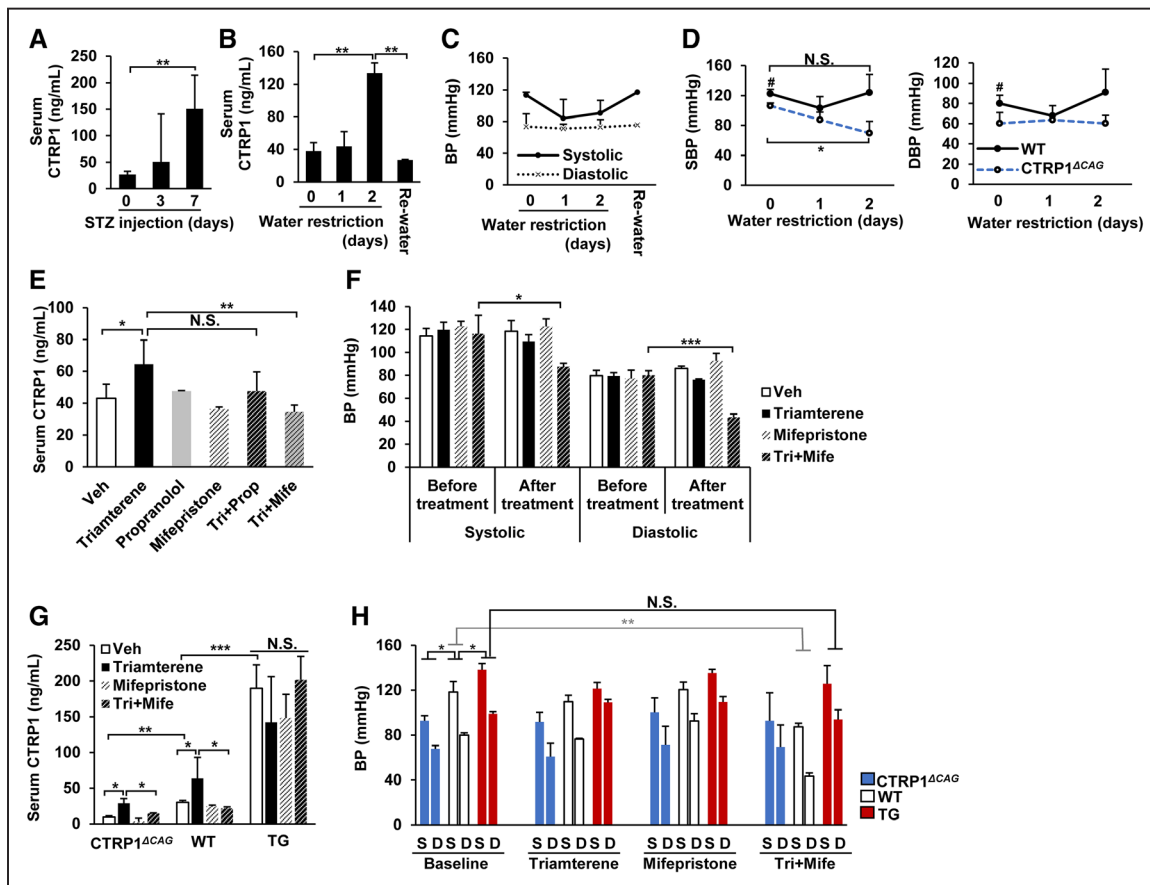 A
Serum
CTRP1 (ng/mL)
250
200
150
100
50
0
**
0 3 7
STZ injection (days)
B
Serum
CTRP1 (ng/mL)
160
120
80
40
0
** **
0 1 2
Water restriction
(days)
Re-water
C
BP (mmHg)
160
120
80
40
0
Systolic
Diastolic
0 1 2
Water restriction
(days)
Re-water
D
SBP (mmHg)
160
120
80
40
0
N.S.
#
*
0 1 2
Water restriction (days)
DBP (mmHg)
200
180
160
140
120
100
80
60
40
20
0
#
WT
CTRP1ΔCAG
0 1 2
Water restriction (days)
E
Serum CTRP1 (ng/mL)
100
80
60
40
20
0
**
N.S.
*
Veh
Triamterene
Propranolol
Mifepristone
Tri+Prop
Tri+Mife
F
BP (mmHg)
140
120
100
80
60
40
20
0
*
***
Veh
Triamterene
Mifepristone
Tri+Mife
Before treatment
After treatment
Before treatment
After treatment
Systolic
Diastolic
G
Serum CTRP1 (ng/mL)
250
200
150
100
50
0
Veh
Triamterene
Mifepristone
Tri+Mife
***
N.S.
**
* *
* *
CTRP1ΔCAG WT TG
H
BP (mmHg)
160
120
80
40
0
N.S.
**
* *
CTRP1ΔCAG
WT
TG
S D S D S D
S D S D S D
S D S D S D
S D S D S D
Baseline Triamterene Mifepristone Tri+Mife